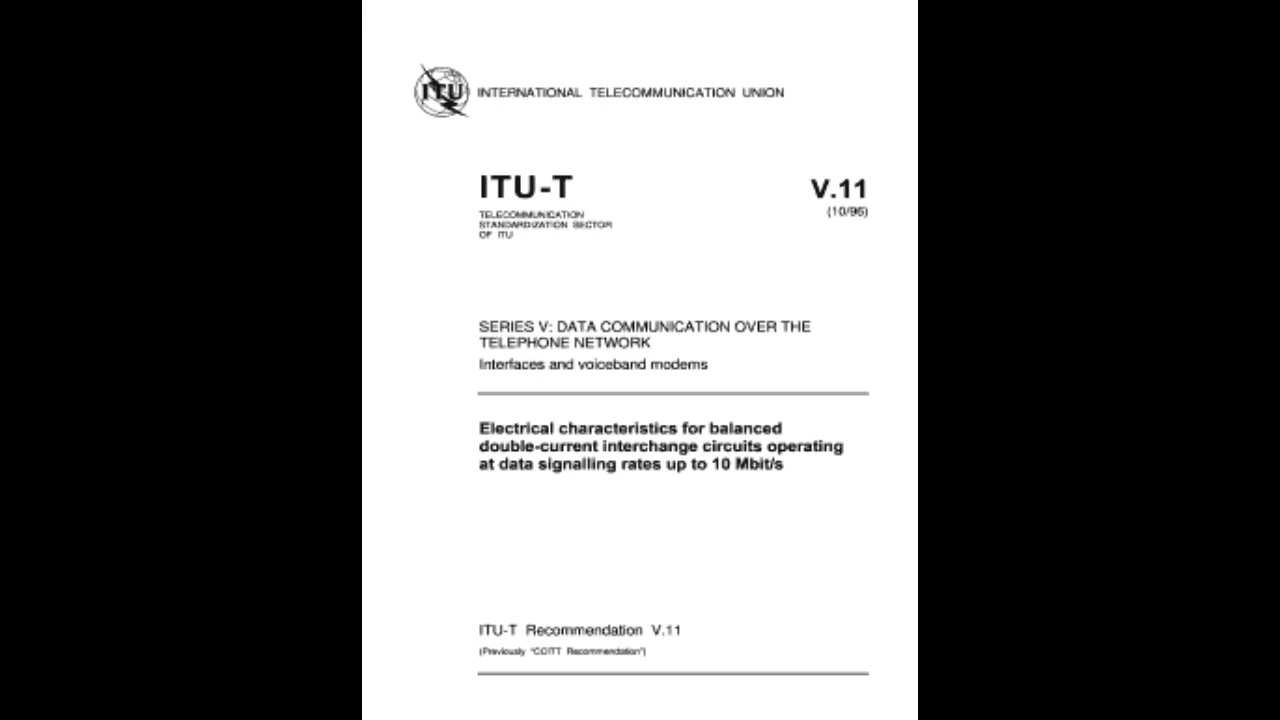 ITU INTERNATIONAL TELECOMMUNICATION UNION
ITU-T
V.11
(10/96)
TELECOMMUNICATION
STANDARDIZATION SECTOR
OF ITU
SERIES V: DATA COMMUNICATION OVER THE
TELEPHONE NETWORK
Interfaces and voiceband modems
Electrical characteristics for balanced
double-current interchange circuits operating
at data signalling rates up to 10 Mbit/s
ITU-T Recommendation V.11
(Previously "CCITT Recommendation")